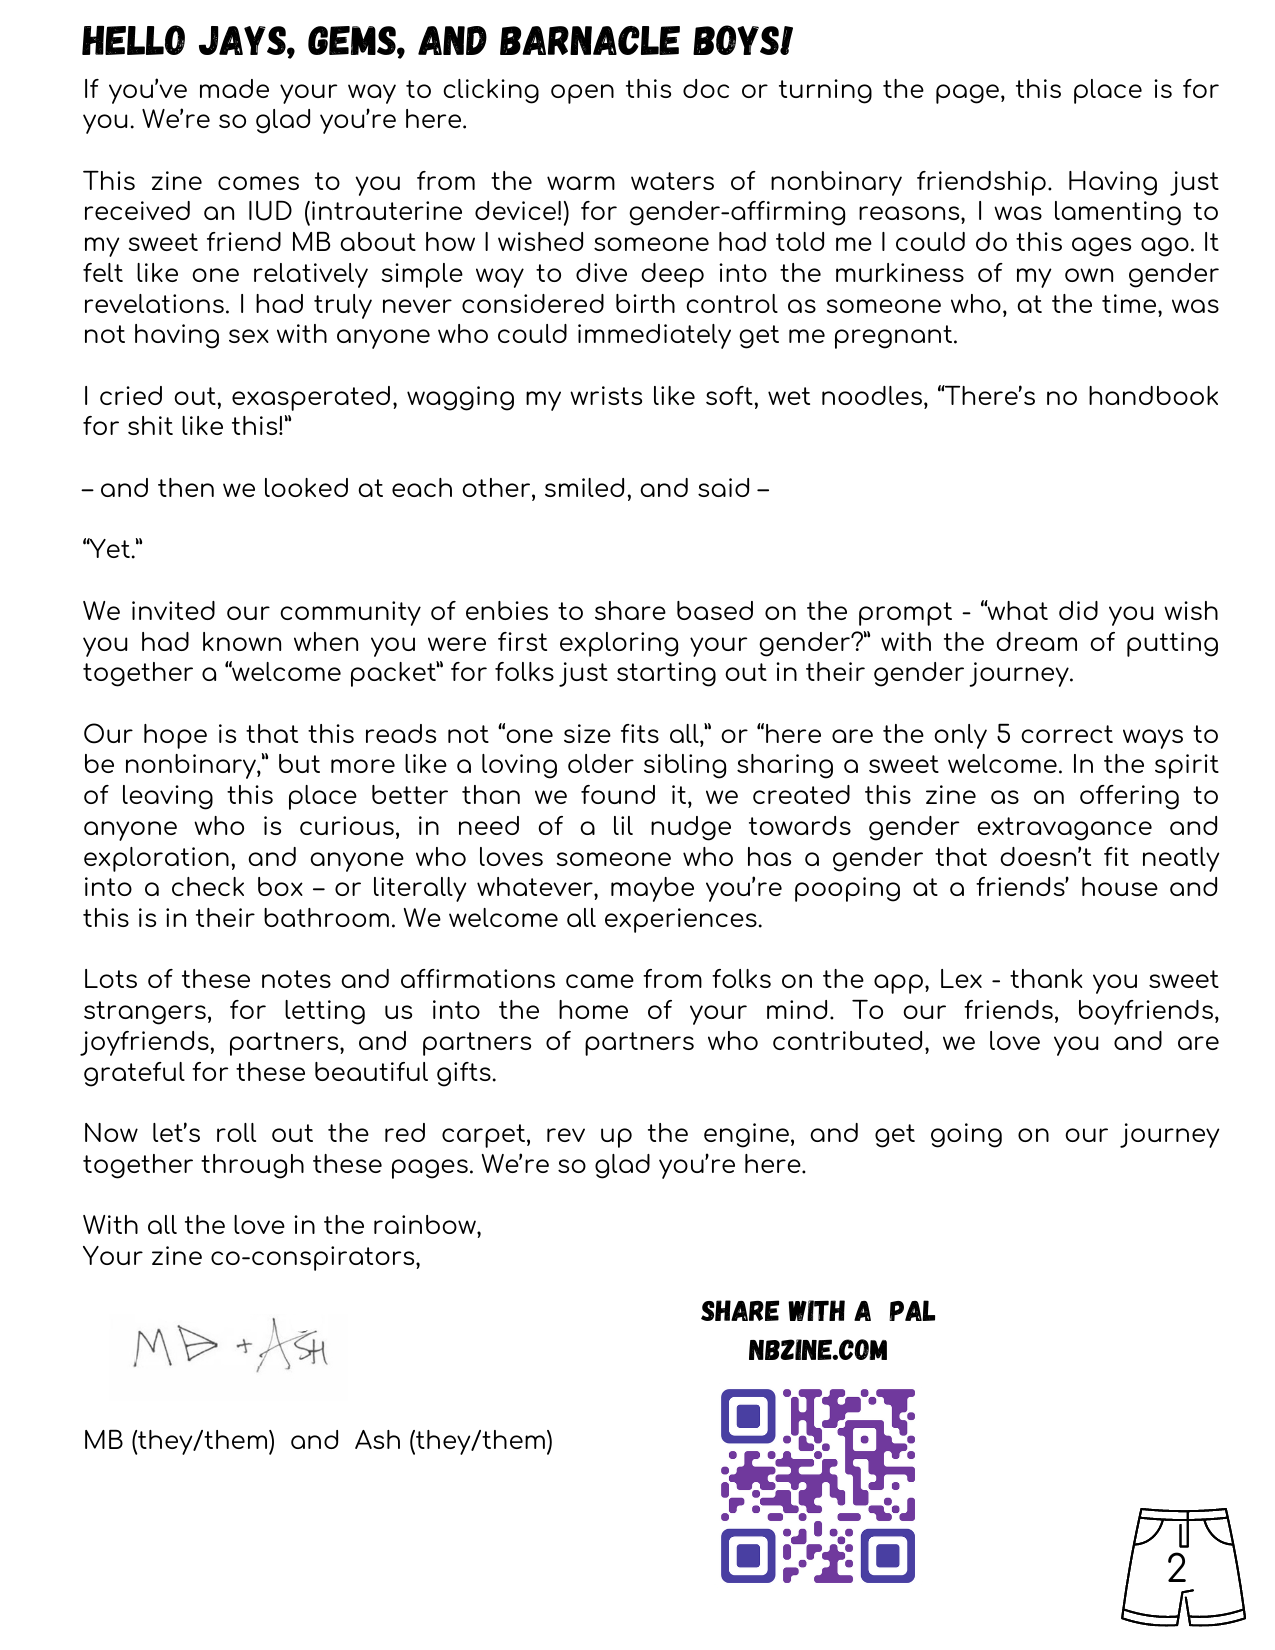 HELLO JAYS, GEMS, AND BARNACLE BOYS!
If you’ve made your way to clicking open this doc or turning the page, this place is for
you. We’re so glad you’re here.
This zine comes to you from the warm waters of nonbinary friendship. Having just
received an IUD (intrauterine device!) for gender-affirming reasons, I was lamenting to
my sweet friend MB about how I wished someone had told me I could do this ages ago. It
felt like one relatively simple way to dive deep into the murkiness of my own gender
revelations. I had truly never considered birth control as someone who, at the time, was
not having sex with anyone who could immediately get me pregnant.
I cried out, exasperated, wagging my wrists like soft, wet noodles, “There’s no handbook
for shit like this!”
– and then we looked at each other, smiled, and said –
“Yet.”
We invited our community of enbies to share based on the prompt - “what did you wish
you had known when you were first exploring your gender?” with the dream of putting
together a “welcome packet” for folks just starting out in their gender journey.
Our hope is that this reads not “one size fits all,” or “here are the only 5 correct ways to
be nonbinary,” but more like a loving older sibling sharing a sweet welcome. In the spirit
of leaving this place better than we found it, we created this zine as an offering to
anyone who is curious, in need of a lil nudge towards gender extravagance and
exploration, and anyone who loves someone who has a gender that doesn’t fit neatly
into a check box – or literally whatever, maybe you’re pooping at a friends’ house and
this is in their bathroom. We welcome all experiences.
Lots of these notes and affirmations came from folks on the app, Lex - thank you sweet
strangers, for letting us into the home of your mind. To our friends, boyfriends,
joyfriends, partners, and partners of partners who contributed, we love you and are
grateful for these beautiful gifts.
Now let’s roll out the red carpet, rev up the engine, and get going on our journey
together through these pages. We’re so glad you’re here.
With all the love in the rainbow,
Your zine co-conspirators,
MB + ASH
MB (they/them) and Ash (they/them)
SHARE WITH A PAL
NBZINE.COM
2